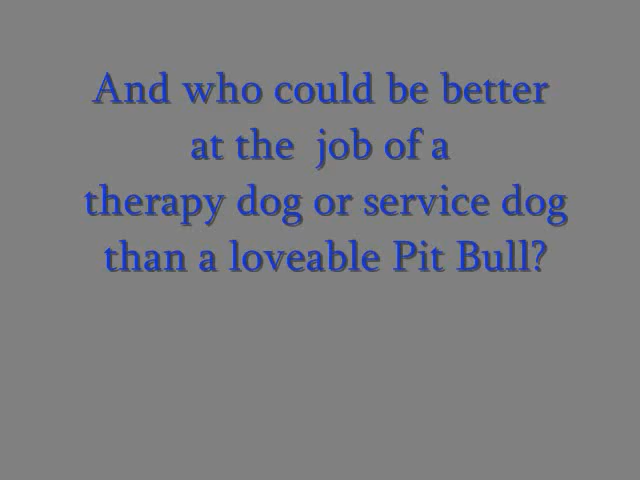 And who could be better
at the  job of a
therapy dog or service dog
than a loveable Pit Bull?